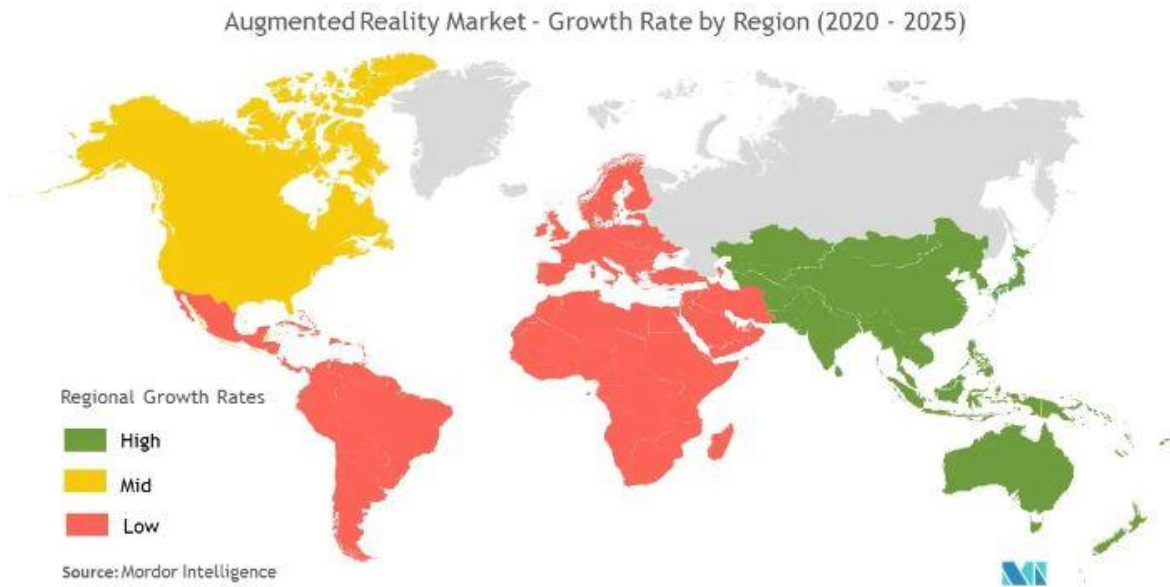 Augmented Reality Market - Growth Rate by Region (2020 - 2025)
Regional Growth Rates
High
Mid
Low
Source: Mordor Intelligence